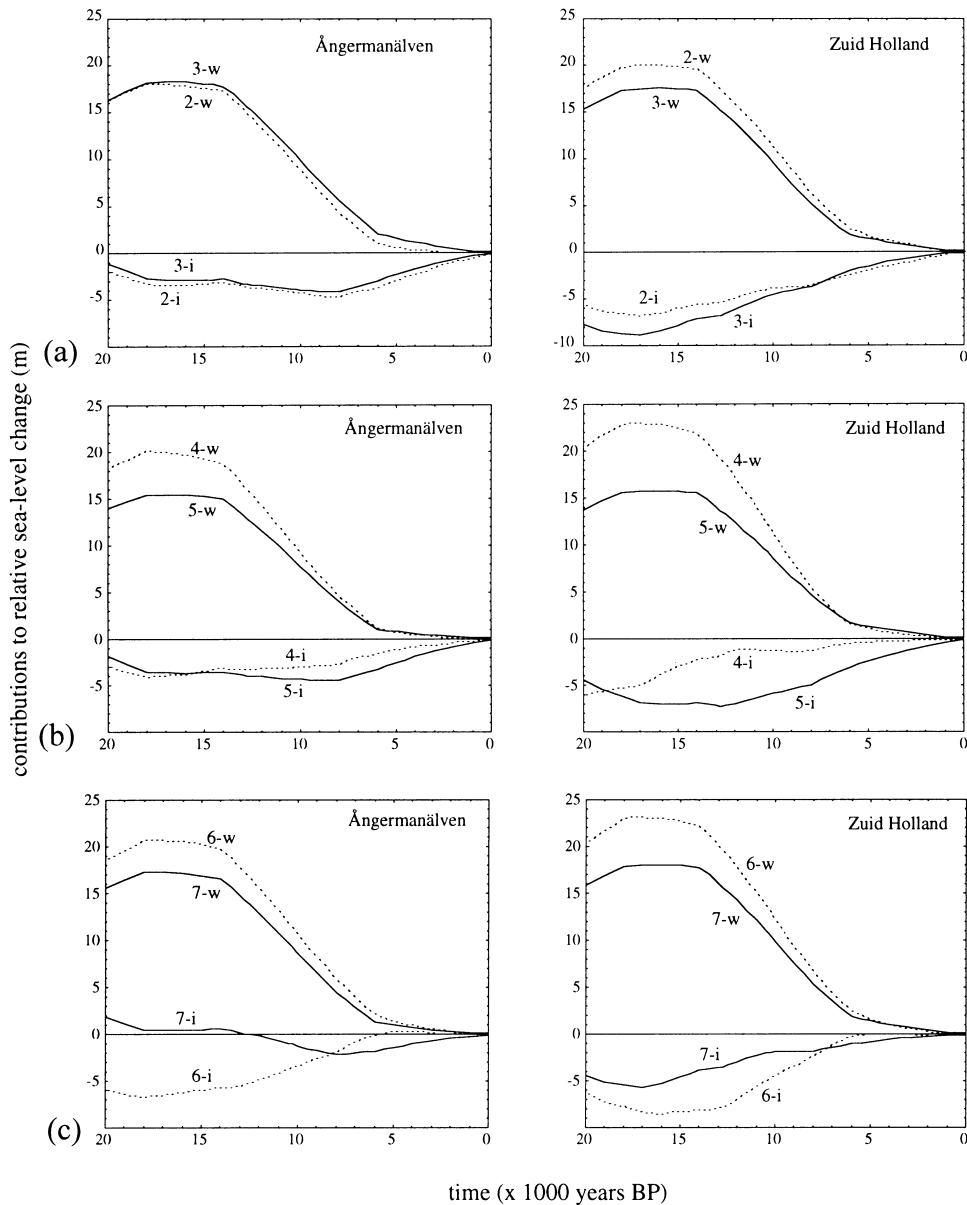 contributions to relative sea-level change (m)
(a)
Ångermanälven
3-w
2-w
3-i
2-i
25
20
15
10
5
0
-5
20 15 10 5 0
Zuid Holland
2-w
3-w
2-i
3-i
25
20
15
10
5
0
-5
-10
20 15 10 5 0
(b)
Ångermanälven
4-w
5-w
4-i
5-i
25
20
15
10
5
0
-5
20 15 10 5 0
Zuid Holland
4-w
5-w
4-i
5-i
25
20
15
10
5
0
-5
20 15 10 5 0
(c)
Ångermanälven
6-w
7-w
7-i
6-i
25
20
15
10
5
0
-5
20 15 10 5 0
Zuid Holland
6-w
7-w
7-i
6-i
25
20
15
10
5
0
-5
20 15 10 5 0
time (x 1000 years BP)